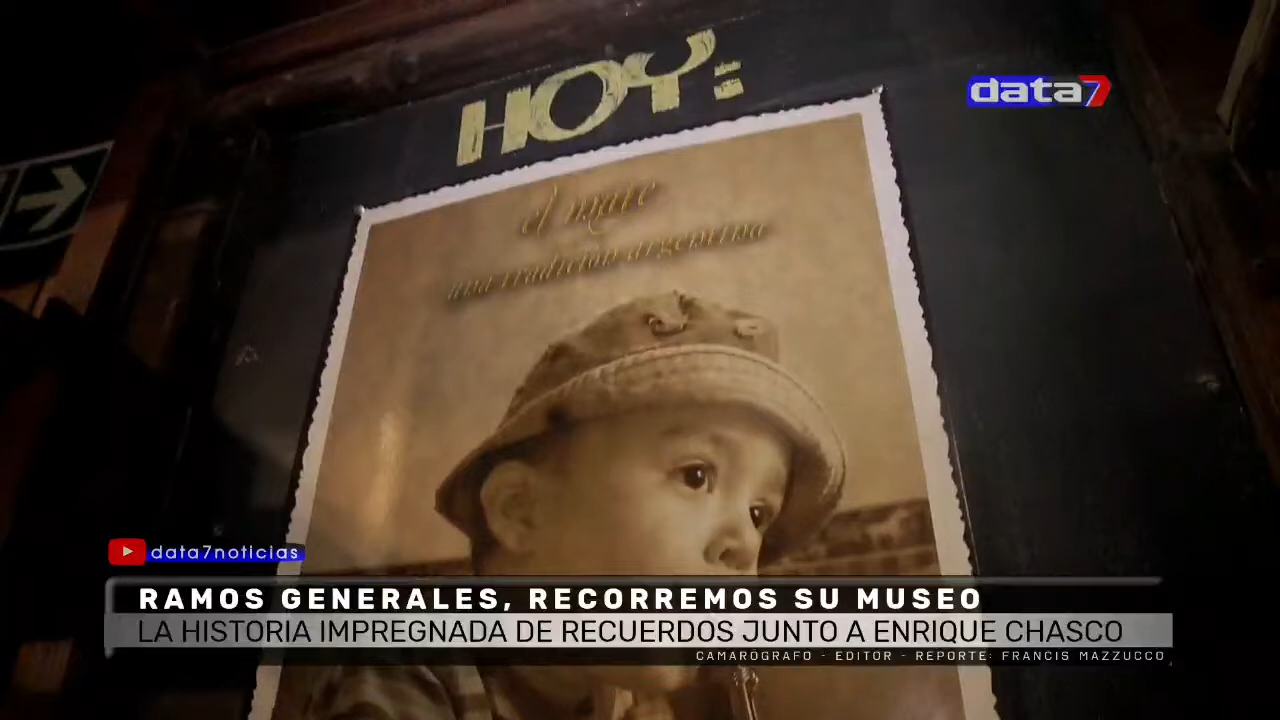 HOY:
data7
el mate
una tradición argentina
data7noticias
RAMOS GENERALES, RECORREMOS SU MUSEO
LA HISTORIA IMPREGNADA DE RECUERDOS JUNTO A ENRIQUE CHASCO
CAMARÓGRAFO - EDITOR - REPORTE: FRANCIS MAZZUCCO